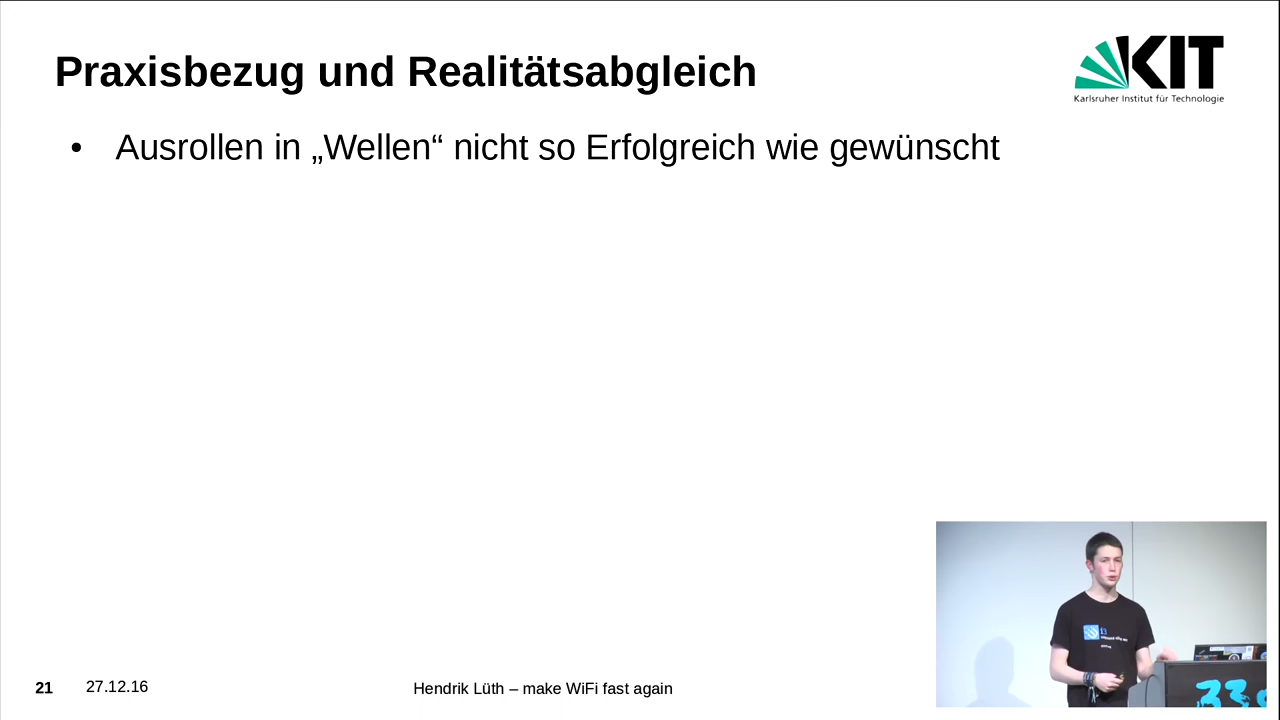 Praxisbezug und Realitätsabgleich
KIT
Karlsruher Institut für Technologie
• Ausrollen in „Wellen“ nicht so Erfolgreich wie gewünscht
21
27.12.16
Hendrik Lüth – make WiFi fast again